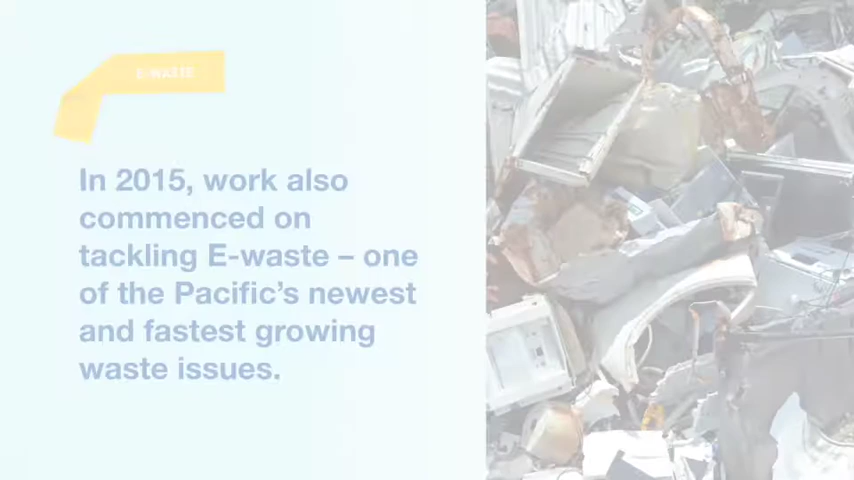 E-WASTE
In 2015, work also
commenced on
tackling E-waste – one
of the Pacific's newest
and fastest growing
waste issues.